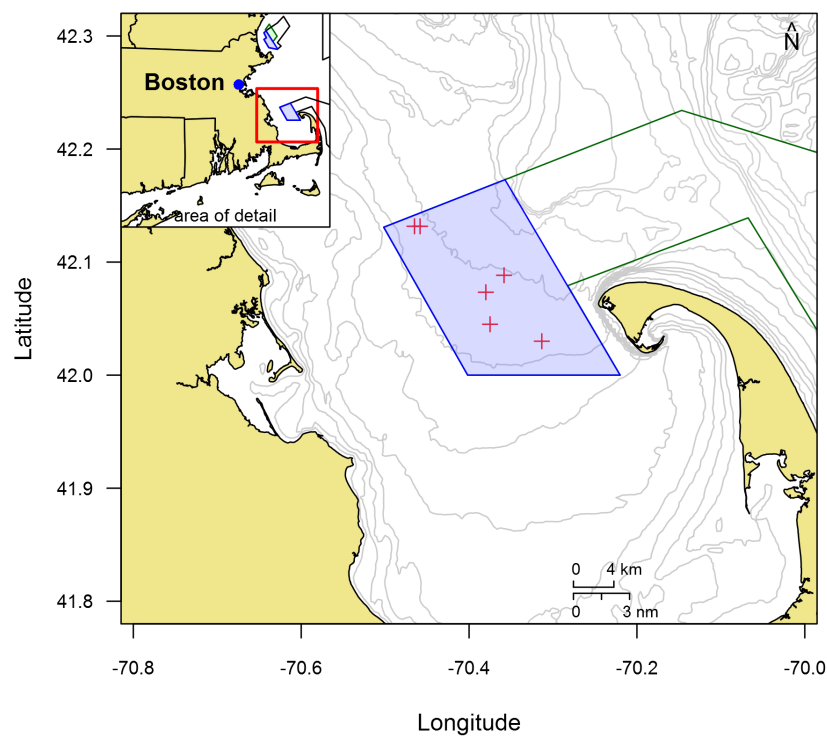 42.3
42.2
42.1
42.0
41.9
41.8
Latitude
Boston
area of detail
^
N
0 4 km
0 3 nm
-70.8 -70.6 -70.4 -70.2 -70.0
Longitude